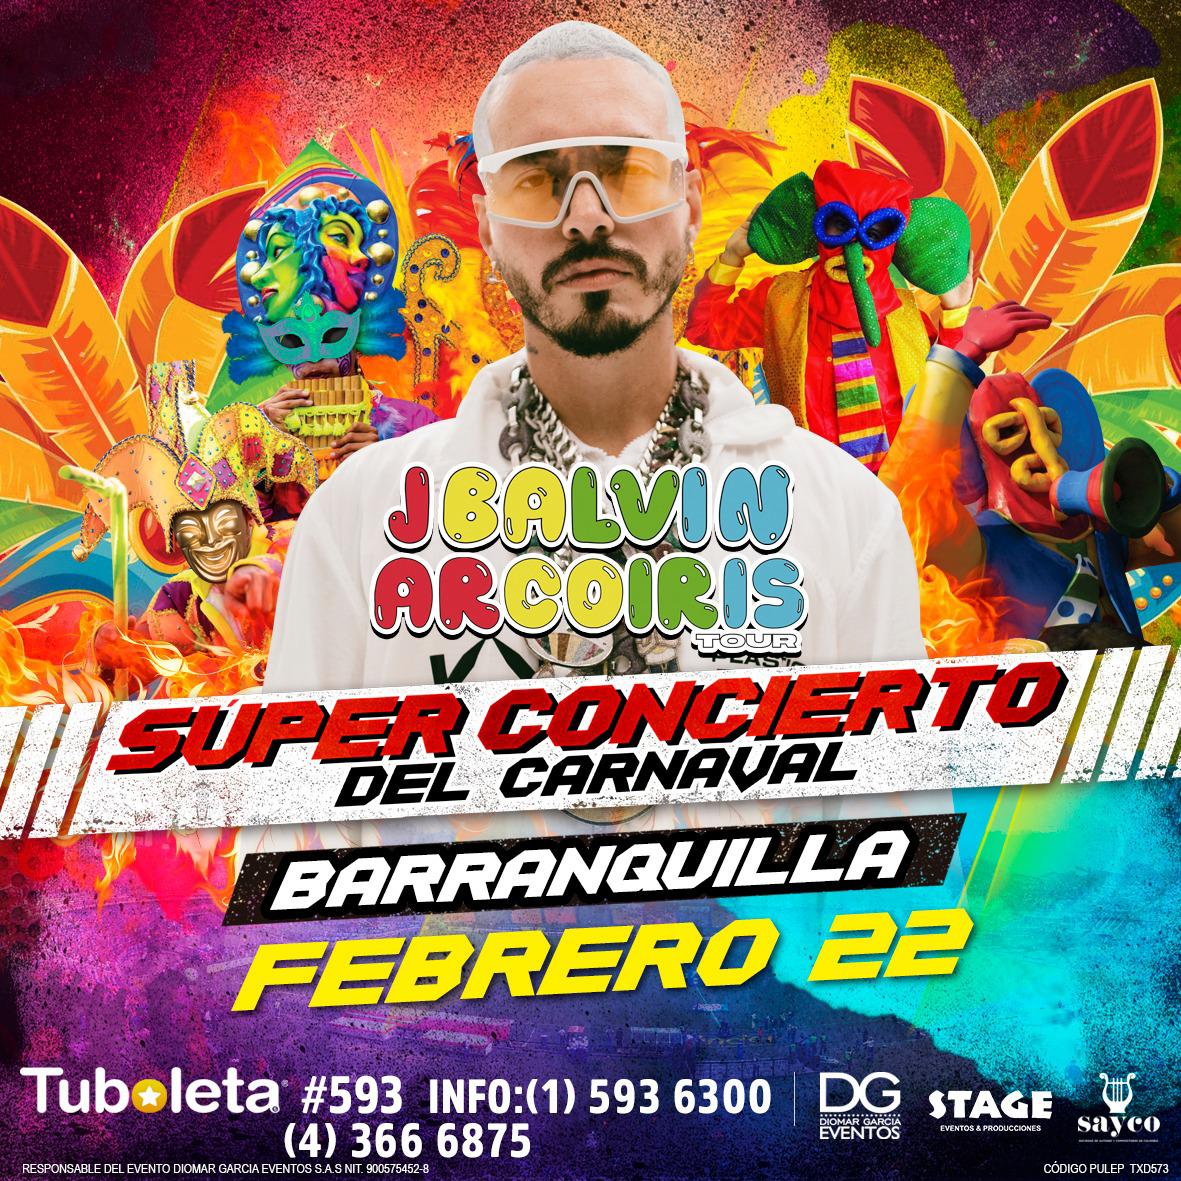 J BALVIN
ARCOIRIS
TOUR
SÚPER CONCIERTO
DEL CARNAVAL
BARRANQUILLA
FEBRERO 22
Tuboleta #593 INFO:(1) 593 6300
(4) 366 6875
DG
DIOMAR GARCIA
EVENTOS
STAGE
EVENTOS & PRODUCCIONES
sayco
RESPONSABLE DEL EVENTO DIOMAR GARCIA EVENTOS S.A.S NIT. 900575452-8
CÓDIGO PULEP TXD573